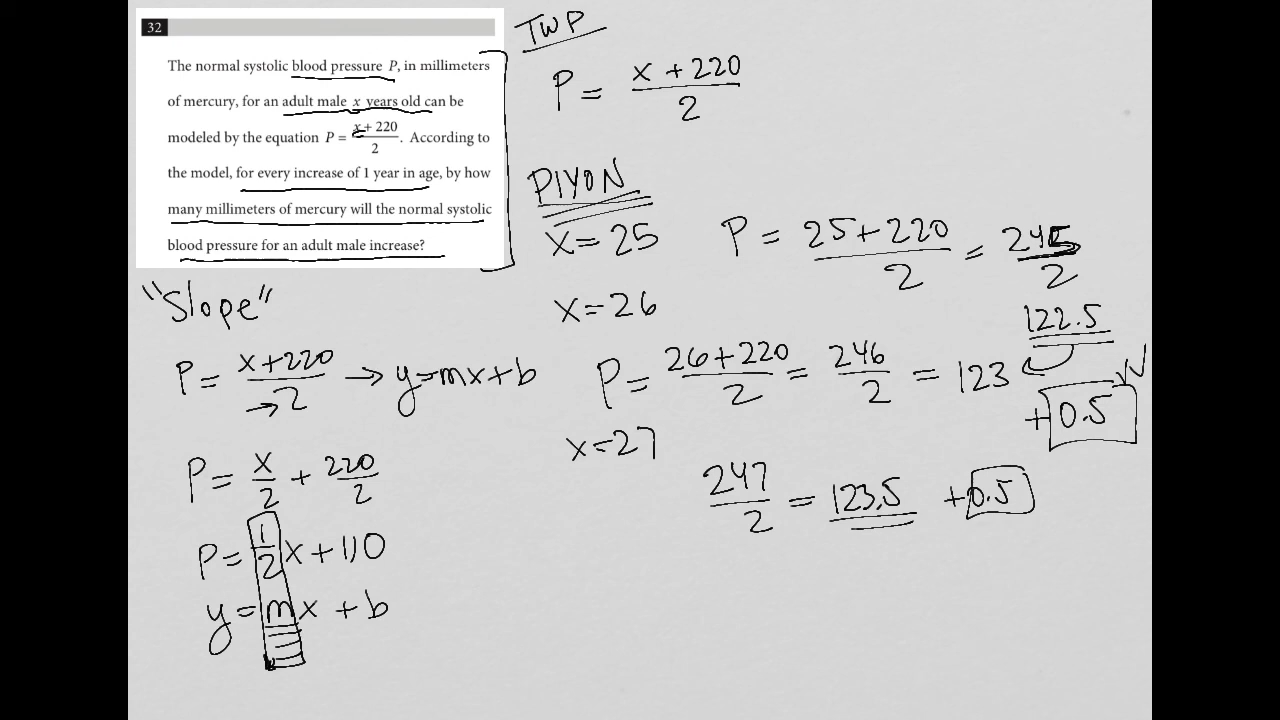 32
The normal systolic blood pressure P, in millimeters
of mercury, for an adult male x years old can be
modeled by the equation P = (x + 220)/2. According to
the model, for every increase of 1 year in age, by how
many millimeters of mercury will the normal systolic
blood pressure for an adult male increase?
TWP
P = (x + 220)/2
PIYON
x = 25
P = (25 + 220)/2 = 245/2
122.5
x = 26
P = (26 + 220)/2 = 246/2 = 123
+ 0.5
x = 27
247/2 = 123.5 + 0.5
"Slope"
P = (x + 220)/2 → y = mx + b
P = x/2 + 220/2
P = 1/2 x + 110
y = mx + b